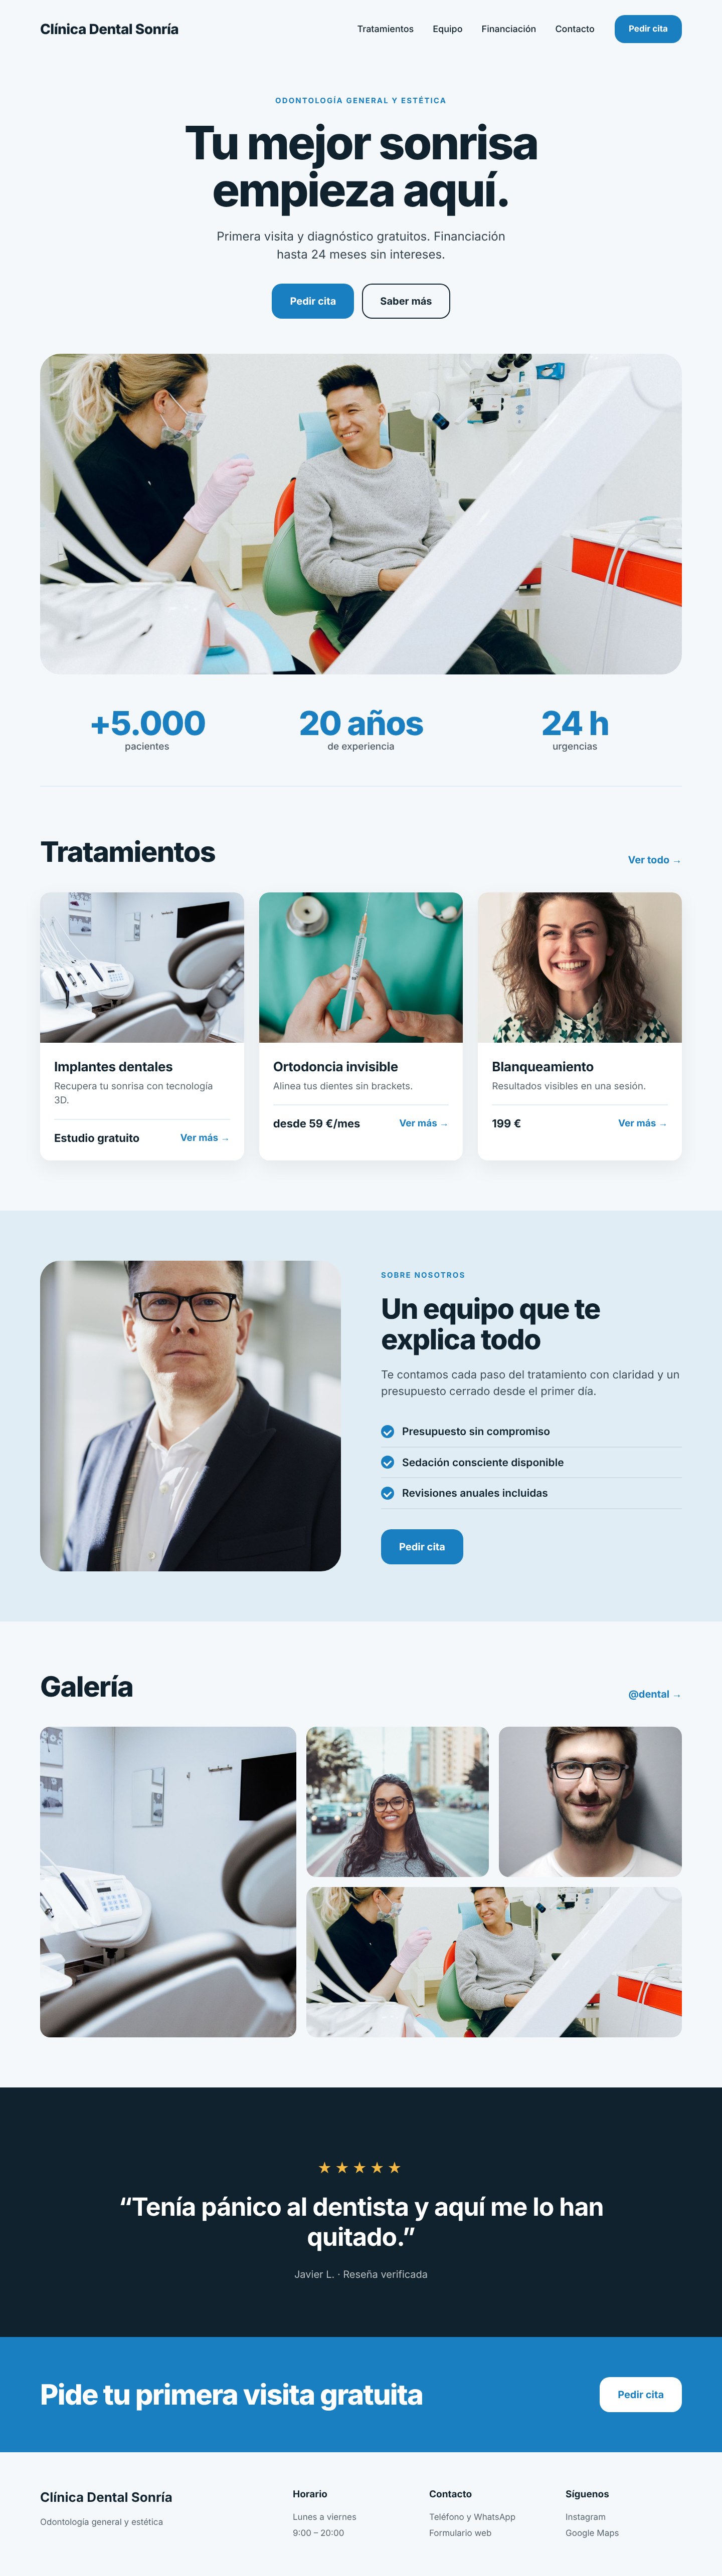 Clínica Dental Sonría
Tratamientos
Equipo
Financiación
Contacto
Pedir cita
ODONTOLOGÍA GENERAL Y ESTÉTICA
Tu mejor sonrisa
empieza aquí.
Primera visita y diagnóstico gratuitos. Financiación
hasta 24 meses sin intereses.
Pedir cita
Saber más
+5.000
pacientes
20 años
de experiencia
24 h
urgencias
Tratamientos
Ver todo →
Implantes dentales
Recupera tu sonrisa con tecnología
3D.
Estudio gratuito
Ver más →
Ortodoncia invisible
Alinea tus dientes sin brackets.
desde 59 €/mes
Ver más →
Blanqueamiento
Resultados visibles en una sesión.
199 €
Ver más →
SOBRE NOSOTROS
Un equipo que te
explica todo
Te contamos cada paso del tratamiento con claridad y un
presupuesto cerrado desde el primer día.
Presupuesto sin compromiso
Sedación consciente disponible
Revisiones anuales incluidas
Pedir cita
Galería
@dental →
★★★★★
“Tenía pánico al dentista y aquí me lo han
quitado.”
Javier L. · Reseña verificada
Pide tu primera visita gratuita
Pedir cita
Clínica Dental Sonría
Odontología general y estética
Horario
Lunes a viernes
9:00 – 20:00
Contacto
Teléfono y WhatsApp
Formulario web
Síguenos
Instagram
Google Maps